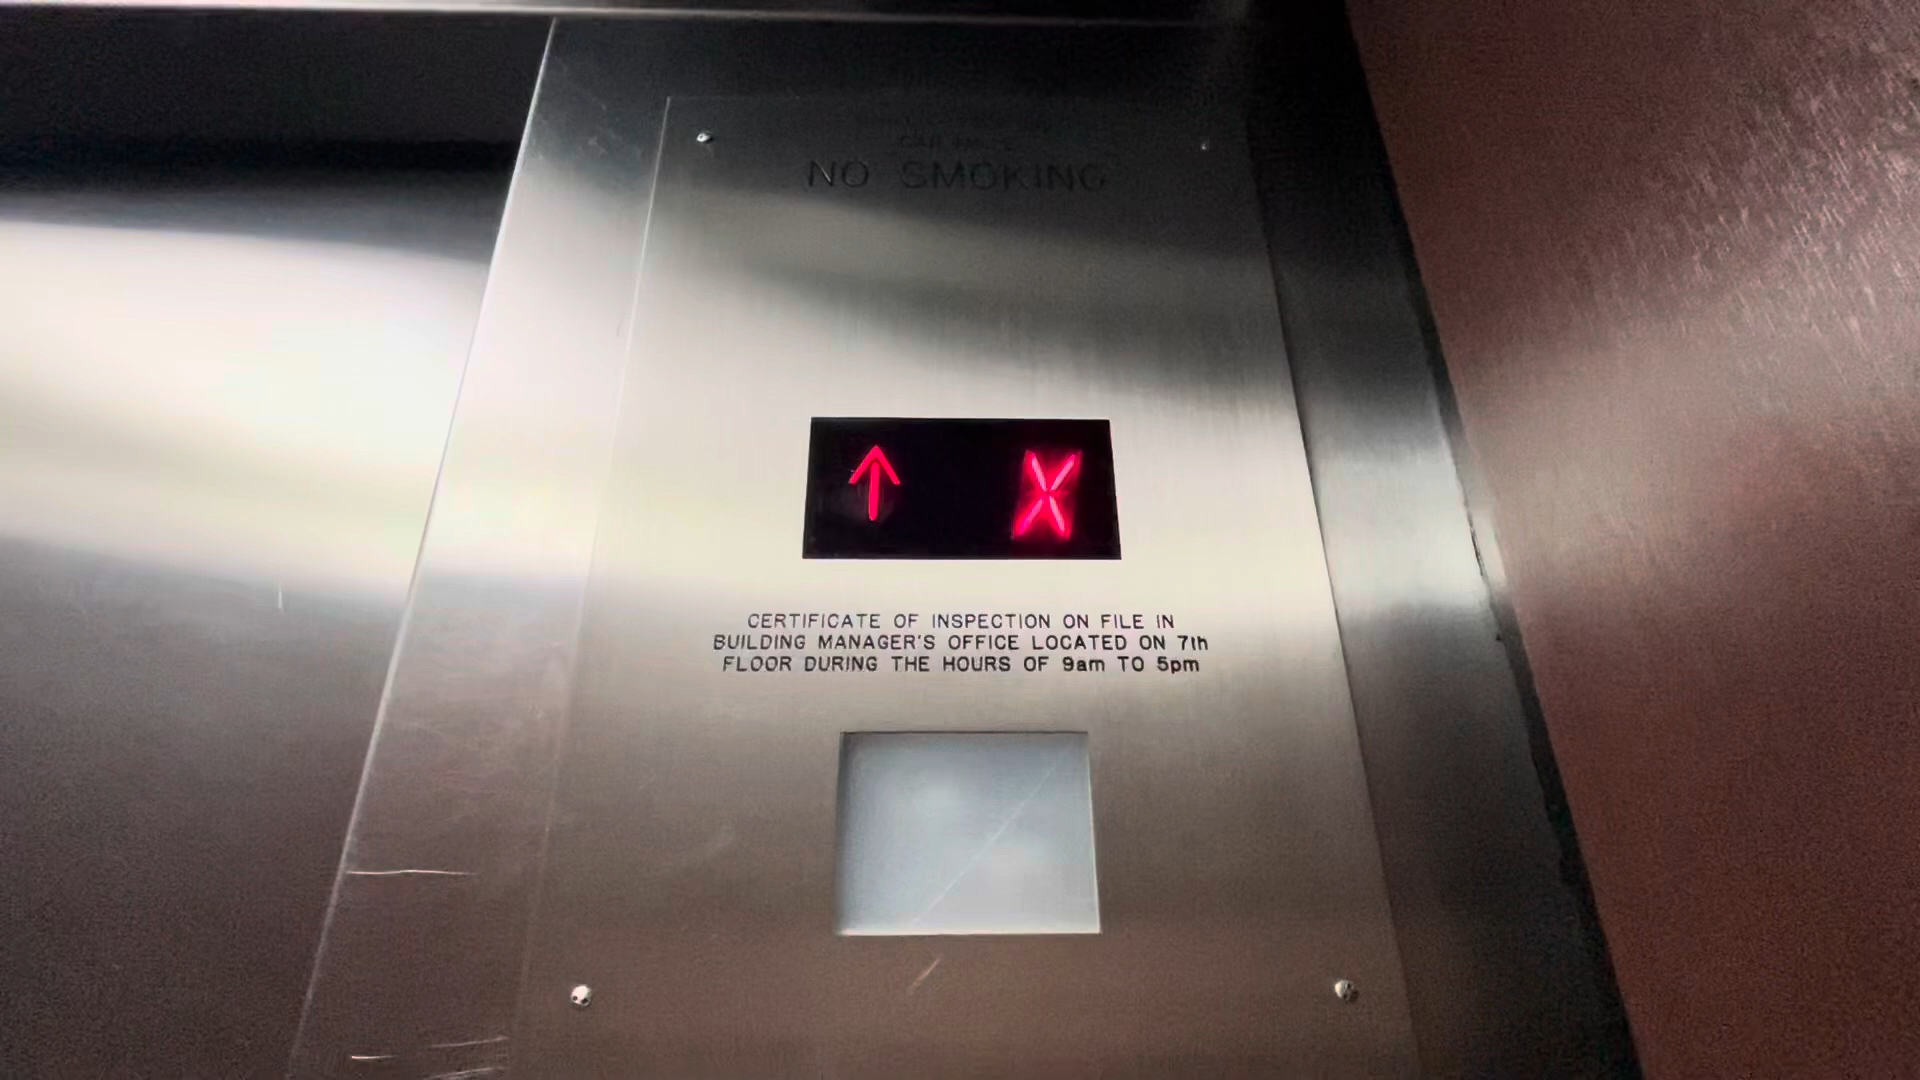 NO SMOKING
↑ X
CERTIFICATE OF INSPECTION ON FILE IN
BUILDING MANAGER'S OFFICE LOCATED ON 7th
FLOOR DURING THE HOURS OF 9am TO 5pm